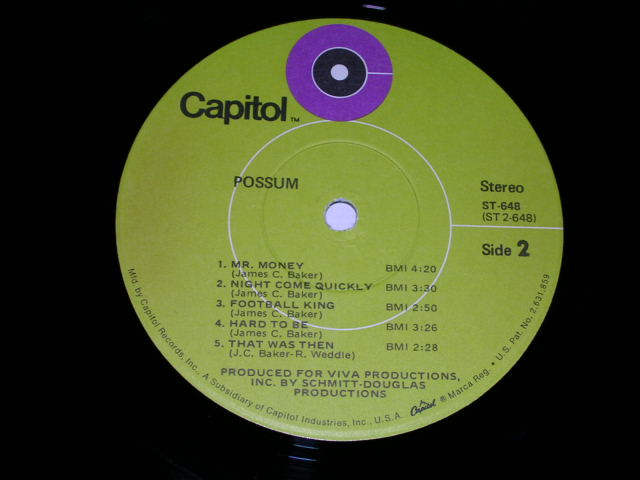 Capitol™
POSSUM
Stereo
ST-648
(ST 2-648)
Side 2
1. MR. MONEY BMI 4:20
(James C. Baker)
2. NIGHT COME QUICKLY BMI 3:30
(James C. Baker)
3. FOOTBALL KING BMI 2:50
(James C. Baker)
4. HARD TO BE BMI 3:26
(James C. Baker)
5. THAT WAS THEN BMI 2:28
(J.C. Baker-R. Weddle)
PRODUCED FOR VIVA PRODUCTIONS,
INC. BY SCHMITT-DOUGLAS
PRODUCTIONS
Mfd. by Capitol Records, Inc., A Subsidiary of Capitol Industries, Inc., U.S.A. Capitol ® Marca Reg. • U.S. Pat. No. 2,631,859